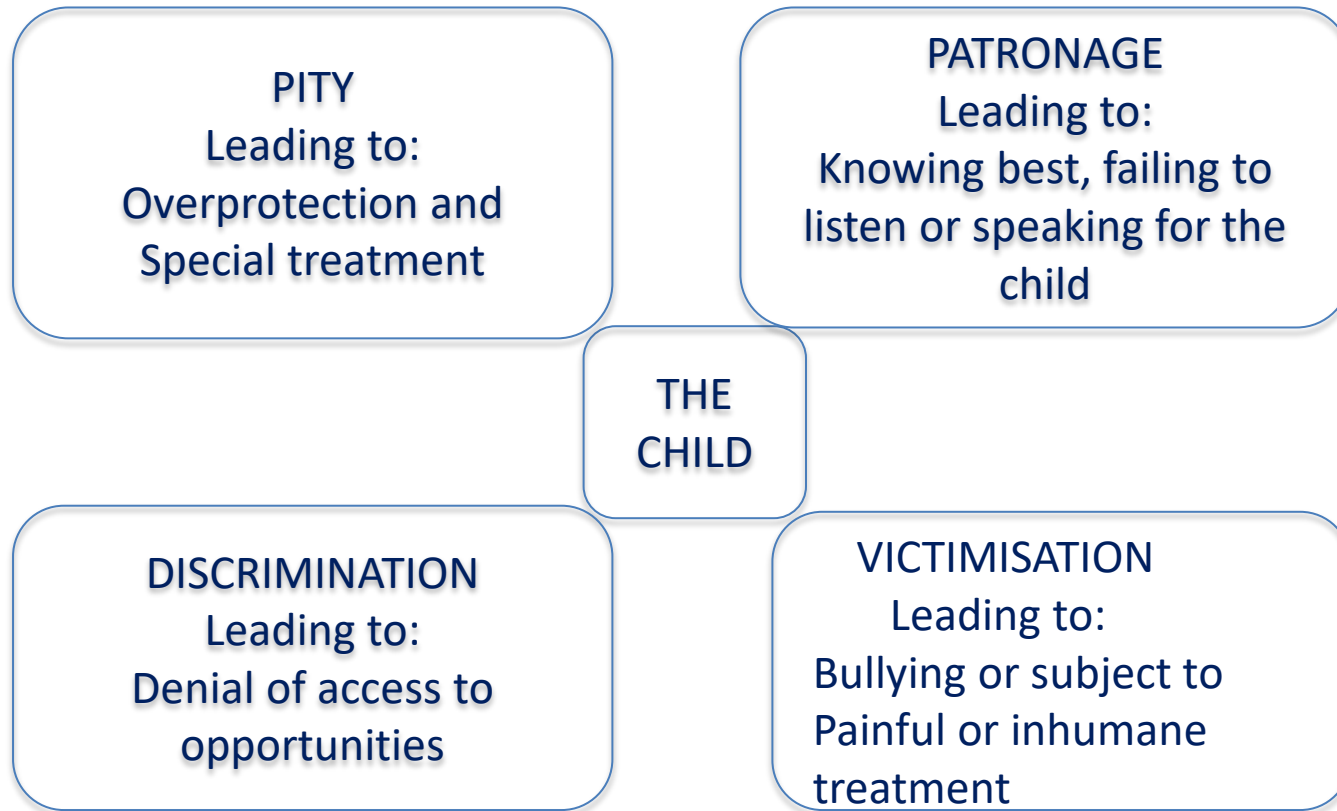 PITY
Leading to:
Overprotection and
Special treatment
PATRONAGE
Leading to:
Knowing best, failing to
listen or speaking for the
child
THE
CHILD
DISCRIMINATION
Leading to:
Denial of access to
opportunities
VICTIMISATION
Leading to:
Bullying or subject to
Painful or inhumane
treatment